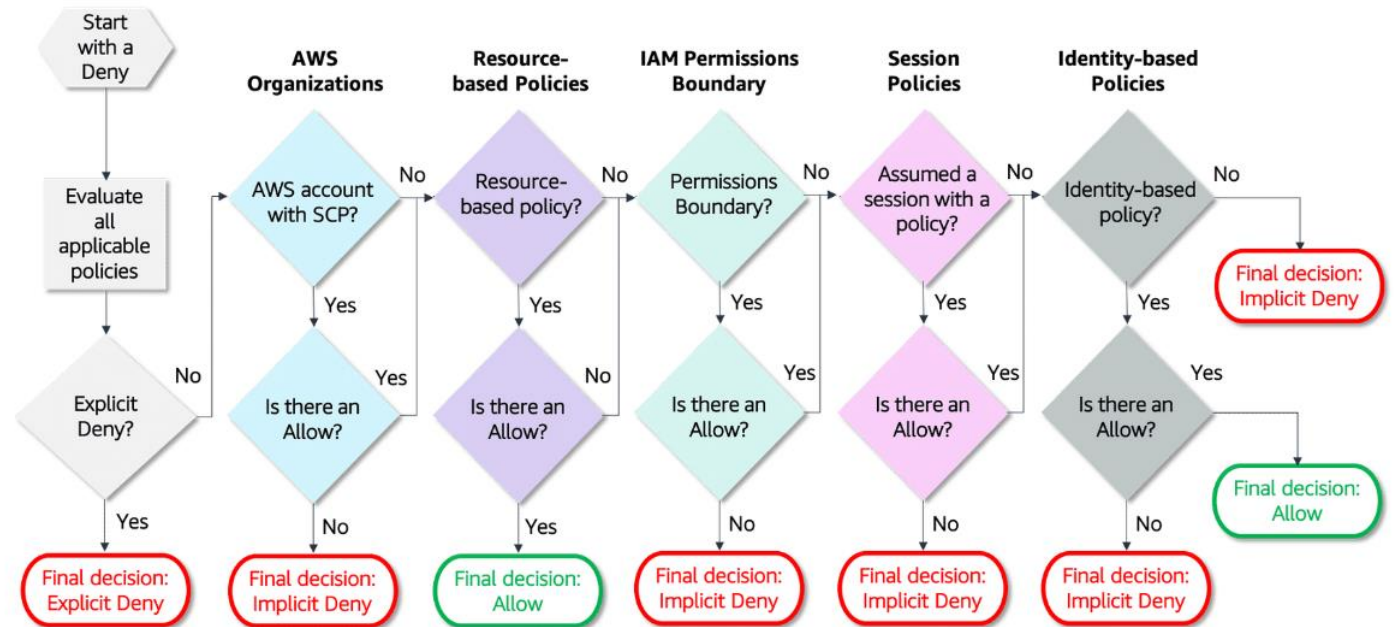 Start
with a
Deny
Evaluate
all
applicable
policies
Explicit
Deny?
No
Yes
Final decision:
Explicit Deny
AWS
Organizations
AWS account
with SCP?
No
Yes
Is there an
Allow?
Yes
No
Final decision:
Implicit Deny
Resource-
based Policies
Resource-
based policy?
No
Yes
Is there an
Allow?
No
Yes
Final decision:
Allow
IAM Permissions
Boundary
Permissions
Boundary?
No
Yes
Is there an
Allow?
Yes
No
Final decision:
Implicit Deny
Session
Policies
Assumed a
session with a
policy?
No
Yes
Is there an
Allow?
Yes
No
Final decision:
Implicit Deny
Identity-based
Policies
Identity-based
policy?
No
Final decision:
Implicit Deny
Yes
Is there an
Allow?
Yes
Final decision:
Allow
No
Final decision:
Implicit Deny